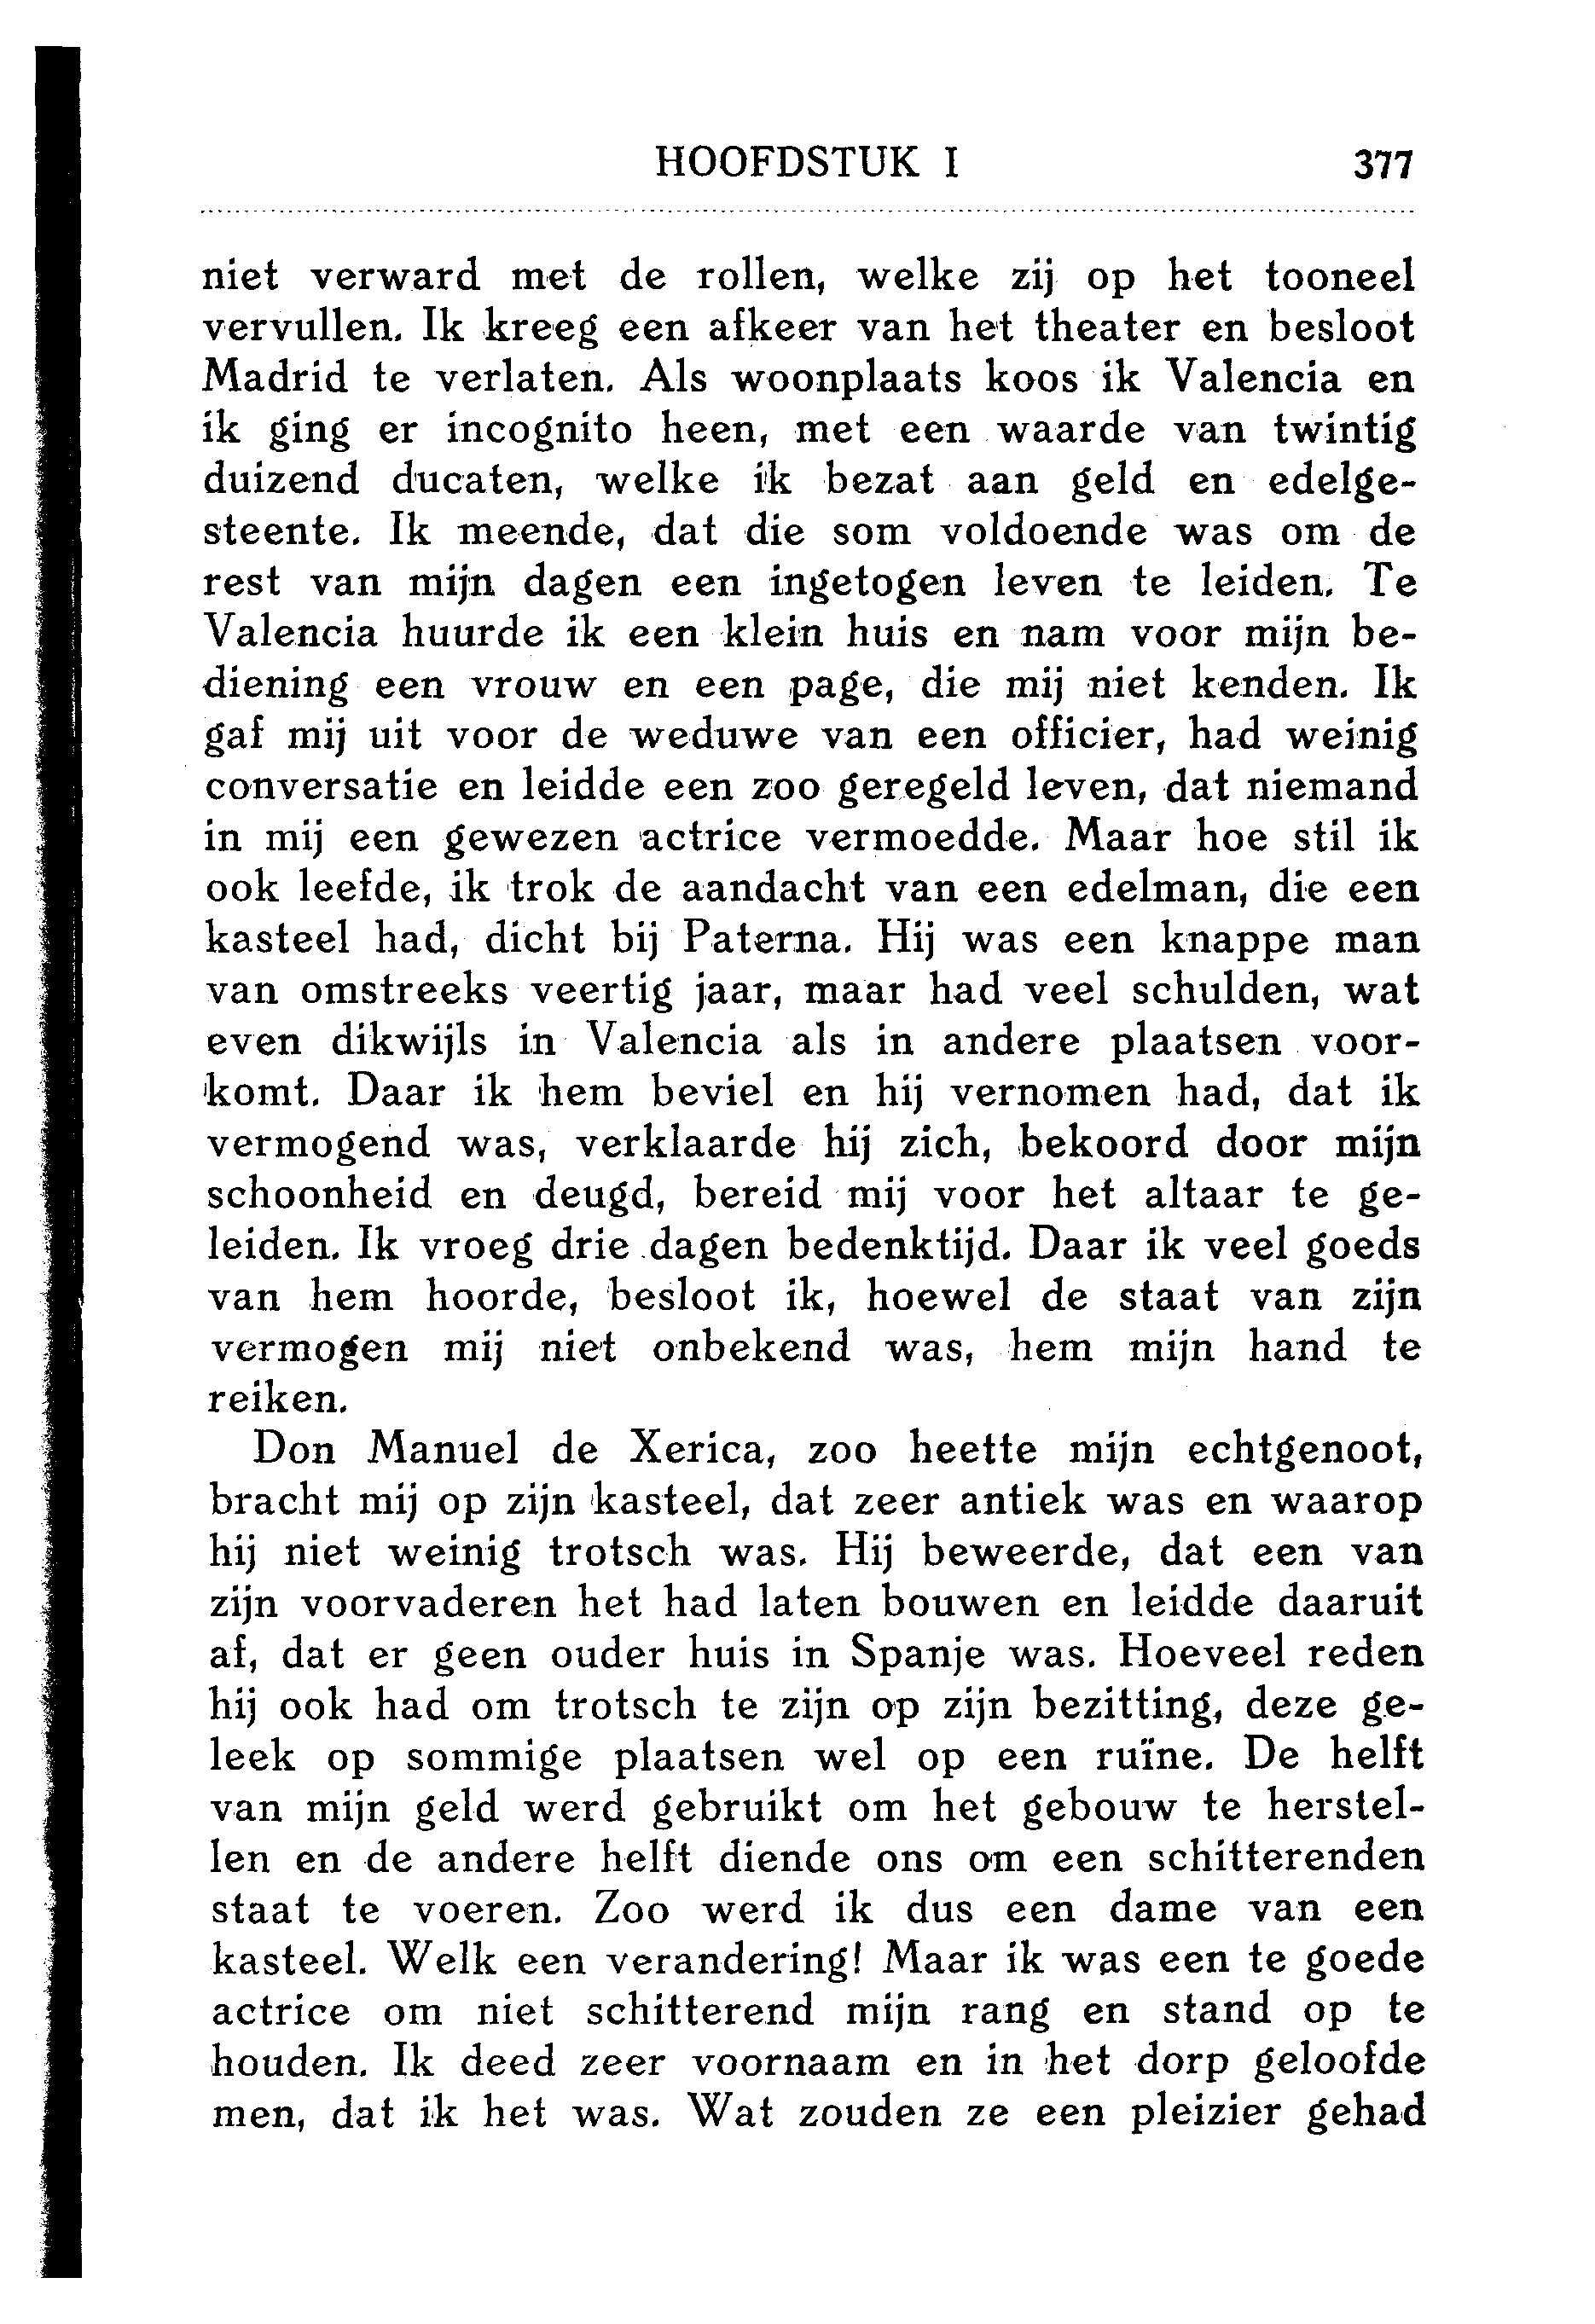 HOOFDSTUK I 377
niet verward met de rollen, welke zij op het tooneel
vervullen. Ik kreeg een afkeer van het theater en besloot
Madrid te verlaten. Als woonplaats koos ik Valencia en
ik ging er incognito heen, met een waarde van twintig
duizend ducaten, welke ik bezat aan geld en edelge-
steente. Ik meende, dat die som voldoende was om de
rest van mijn dagen een ingetogen leven te leiden. Te
Valencia huurde ik een klein huis en nam voor mijn be-
diening een vrouw en een page, die mij niet kenden. Ik
gaf mij uit voor de weduwe van een officier, had weinig
conversatie en leidde een zoo geregeld leven, dat niemand
in mij een gewezen actrice vermoedde. Maar hoe stil ik
ook leefde, ik trok de aandacht van een edelman, die een
kasteel had, dicht bij Paterna. Hij was een knappe man
van omstreeks veertig jaar, maar had veel schulden, wat
even dikwijls in Valencia als in andere plaatsen voor-
komt. Daar ik hem beviel en hij vernomen had, dat ik
vermogend was, verklaarde hij zich, bekoord door mijn
schoonheid en deugd, bereid mij voor het altaar te ge-
leiden. Ik vroeg drie dagen bedenktijd. Daar ik veel goeds
van hem hoorde, besloot ik, hoewel de staat van zijn
vermogen mij niet onbekend was, hem mijn hand te
reiken.
Don Manuel de Xerica, zoo heette mijn echtgenoot,
bracht mij op zijn kasteel, dat zeer antiek was en waarop
hij niet weinig trotsch was. Hij beweerde, dat een van
zijn voorvaderen het had laten bouwen en leidde daaruit
af, dat er geen ouder huis in Spanje was. Hoeveel reden
hij ook had om trotsch te zijn op zijn bezitting, deze ge-
leek op sommige plaatsen wel op een ruïne. De helft
van mijn geld werd gebruikt om het gebouw te herstel-
len en de andere helft diende ons om een schitterenden
staat te voeren. Zoo werd ik dus een dame van een
kasteel. Welk een verandering! Maar ik was een te goede
actrice om niet schitterend mijn rang en stand op te
houden. Ik deed zeer voornaam en in het dorp geloofde
men, dat ik het was. Wat zouden ze een pleizier gehad